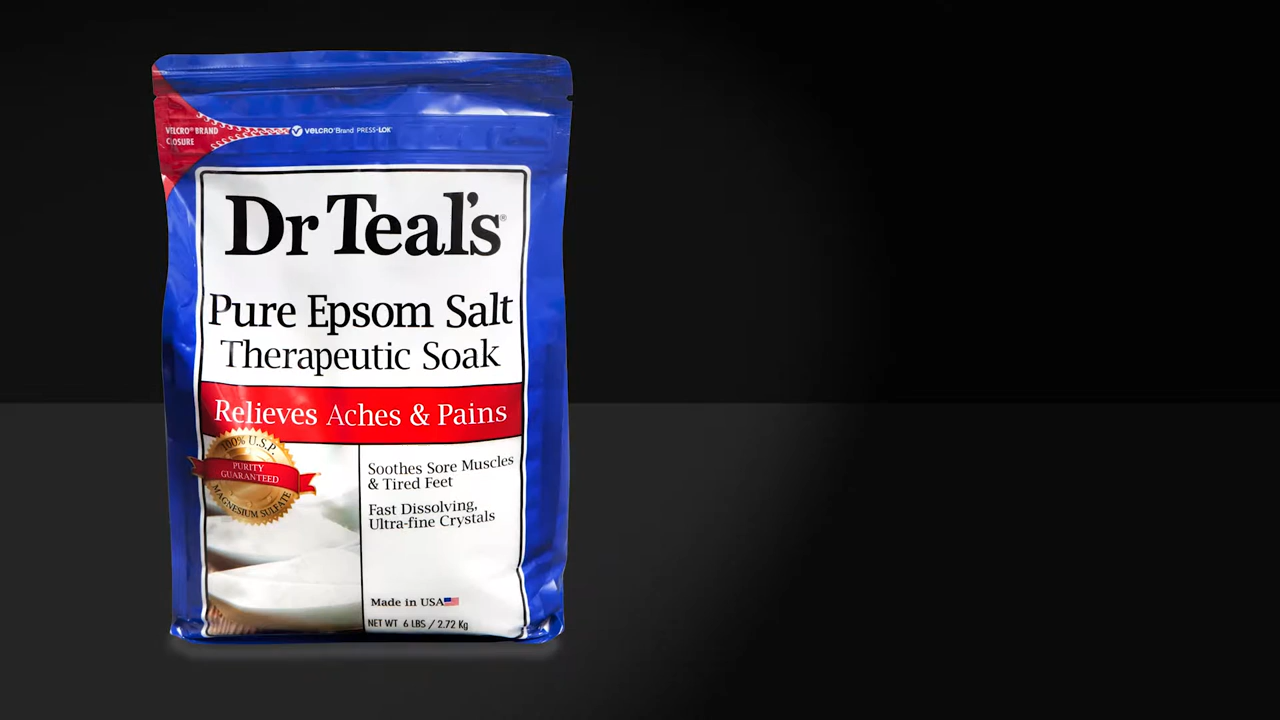 VELCRO® BRAND
CLOSURE
VELCRO® Brand PRESS-LOK®
Dr Teal's®
Pure Epsom Salt
Therapeutic Soak
Relieves Aches & Pains
100% U.S.P.
PURITY
GUARANTEED
MAGNESIUM SULFATE
Soothes Sore Muscles
& Tired Feet
Fast Dissolving,
Ultra-fine Crystals
Made in USA
NET WT 6 LBS / 2.72 Kg